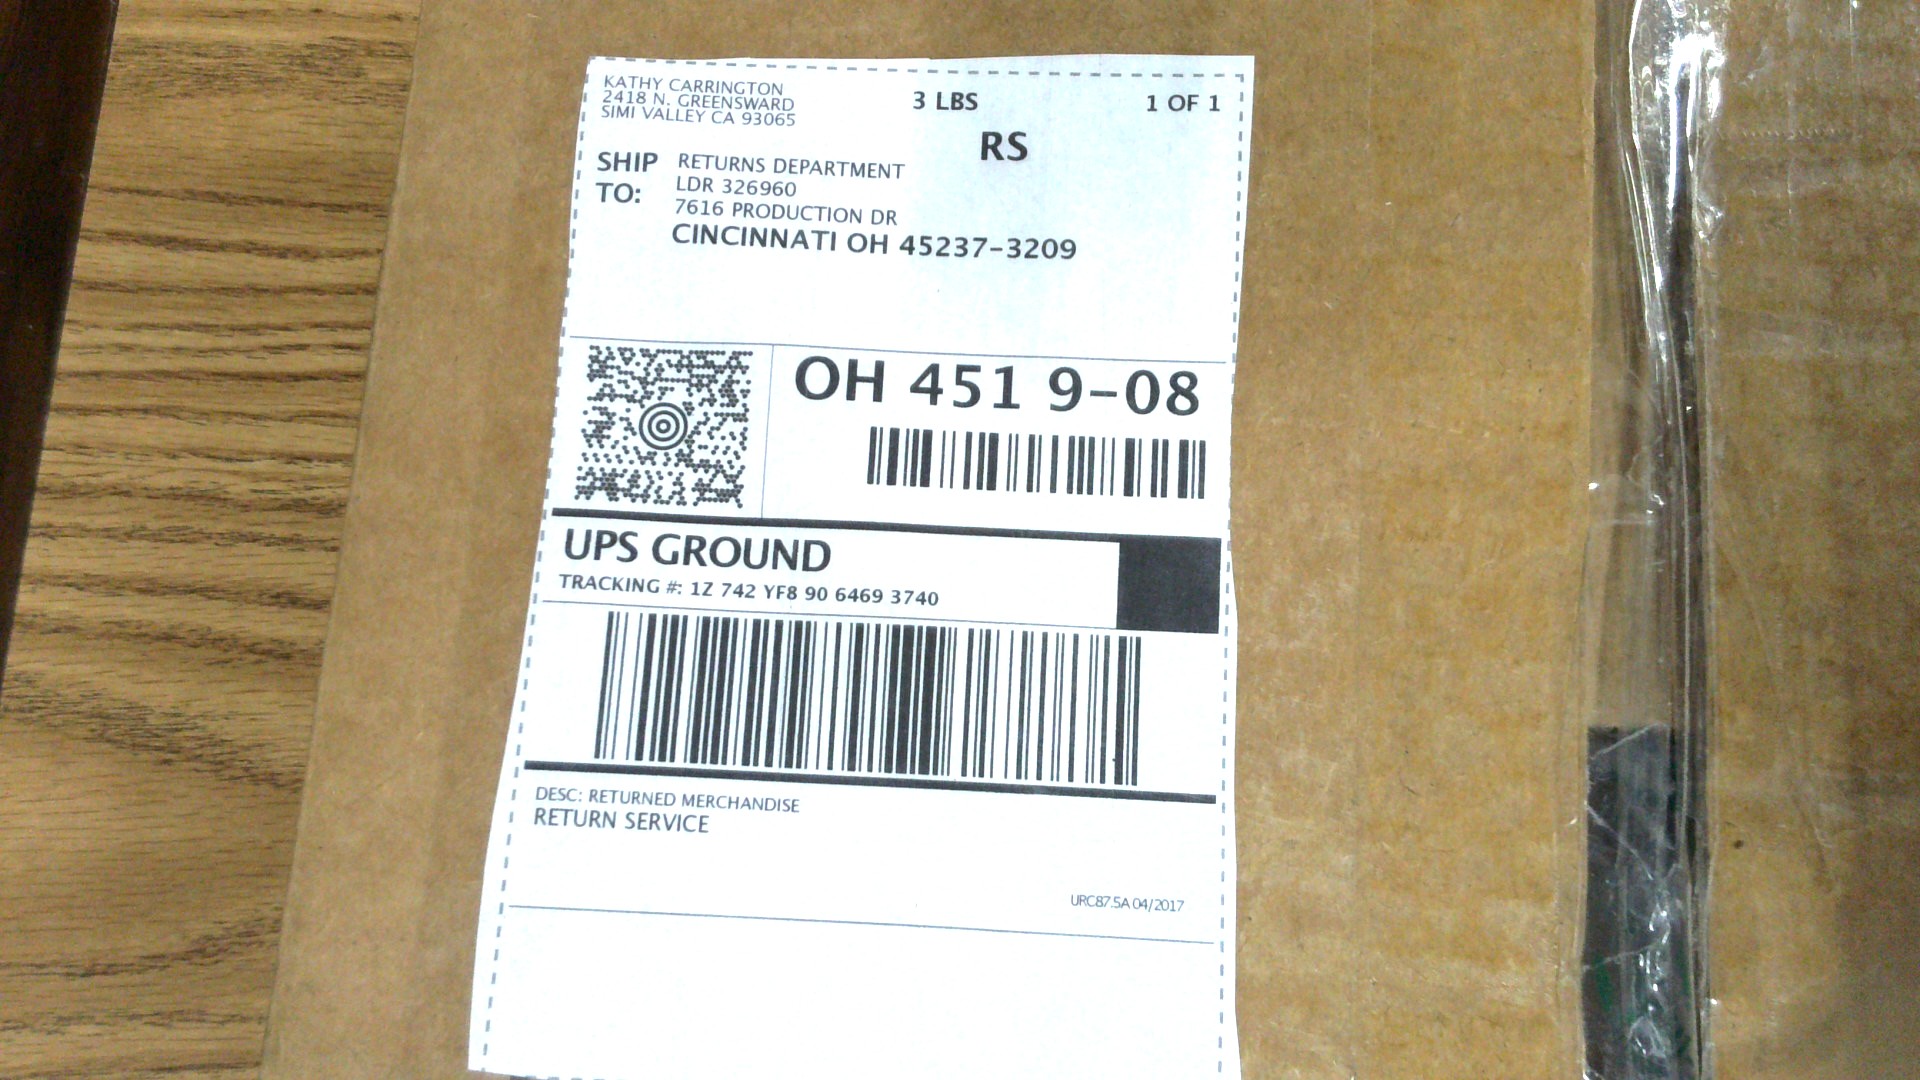 KATHY CARRINGTON
2418 N. GREENSWARD
SIMI VALLEY CA 93065
3 LBS
1 OF 1
RS
SHIP TO:
RETURNS DEPARTMENT
LDR 326960
7616 PRODUCTION DR
CINCINNATI OH 45237-3209
OH 451 9-08
UPS GROUND
TRACKING #: 1Z 742 YF8 90 6469 3740
DESC: RETURNED MERCHANDISE
RETURN SERVICE
URC87.5A 04/2017